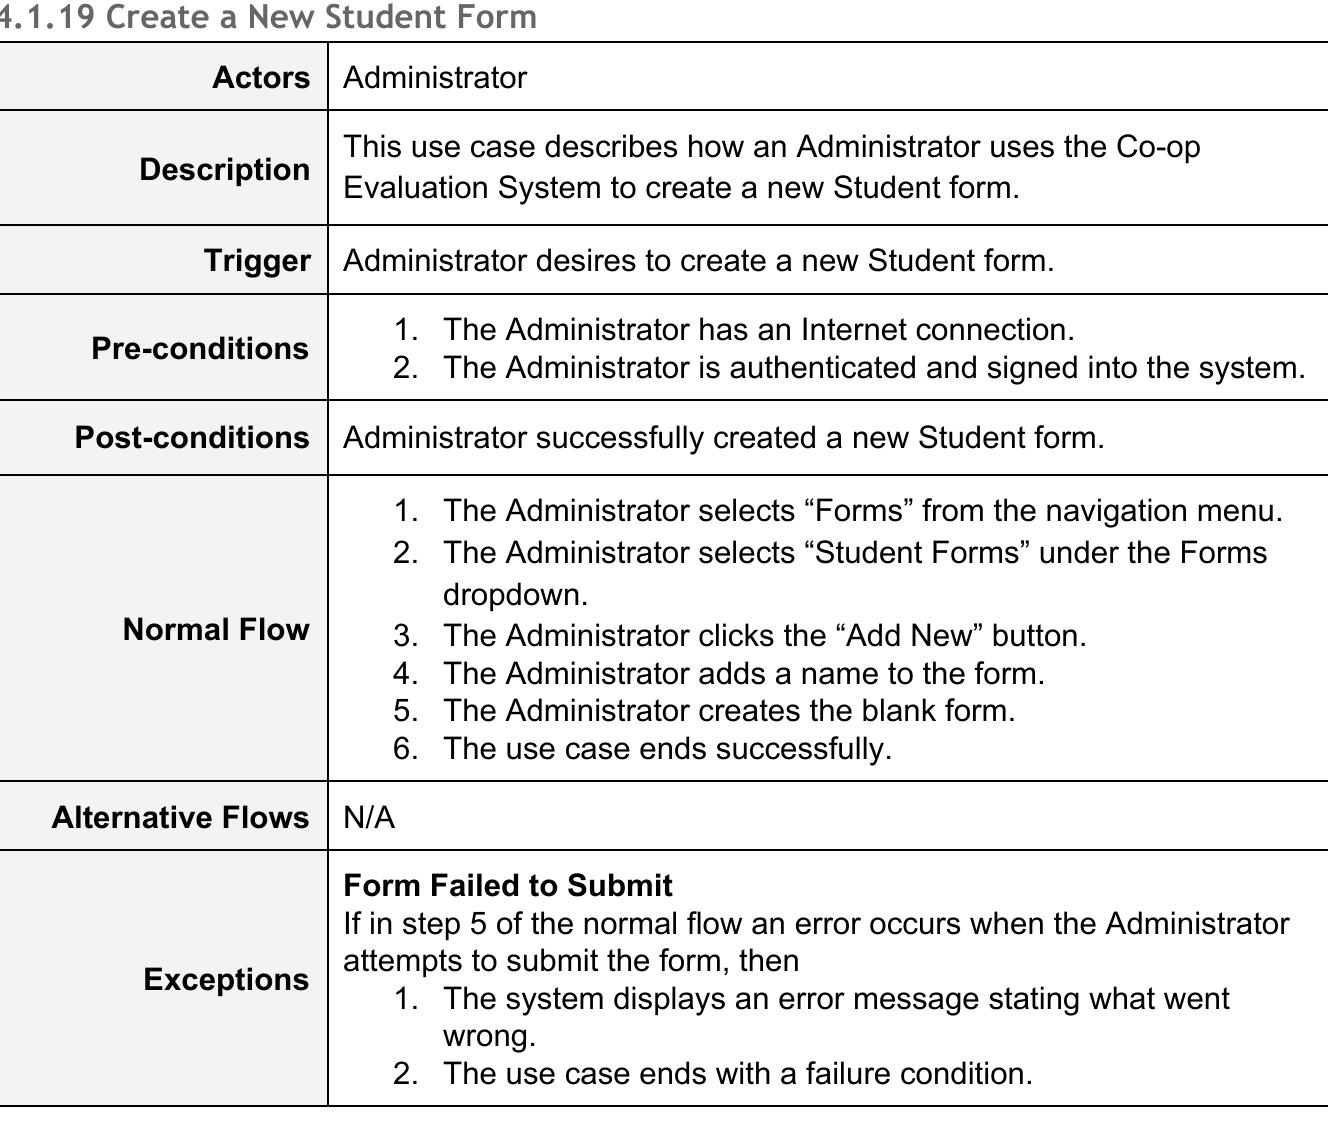 4.1.19 Create a New Student Form
Actors
Administrator
Description
This use case describes how an Administrator uses the Co-op
Evaluation System to create a new Student form.
Trigger
Administrator desires to create a new Student form.
Pre-conditions
1. The Administrator has an Internet connection.
2. The Administrator is authenticated and signed into the system.
Post-conditions
Administrator successfully created a new Student form.
Normal Flow
1. The Administrator selects “Forms” from the navigation menu.
2. The Administrator selects “Student Forms” under the Forms
dropdown.
3. The Administrator clicks the “Add New” button.
4. The Administrator adds a name to the form.
5. The Administrator creates the blank form.
6. The use case ends successfully.
Alternative Flows
N/A
Exceptions
Form Failed to Submit
If in step 5 of the normal flow an error occurs when the Administrator
attempts to submit the form, then
1. The system displays an error message stating what went
wrong.
2. The use case ends with a failure condition.